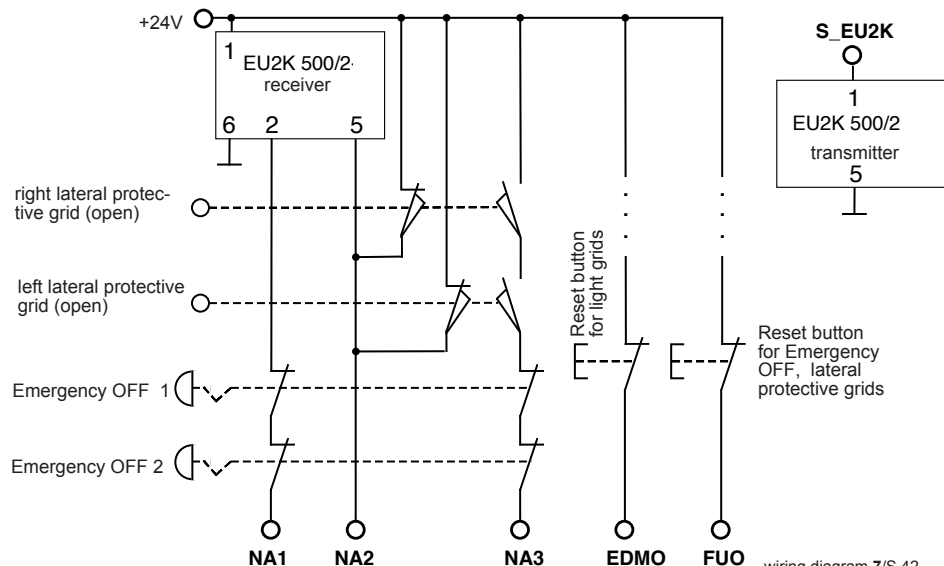 +24V
1
EU2K 500/2
receiver
6 2 5
S_EU2K
1
EU2K 500/2
transmitter
5
right lateral protec-
tive grid (open)
left lateral protective
grid (open)
Reset button
for light grids
Reset button
for Emergency
OFF, lateral
protective grids
Emergency OFF 1
Emergency OFF 2
NA1 NA2 NA3 EDMO FUO
wiring diagram 7/S 42